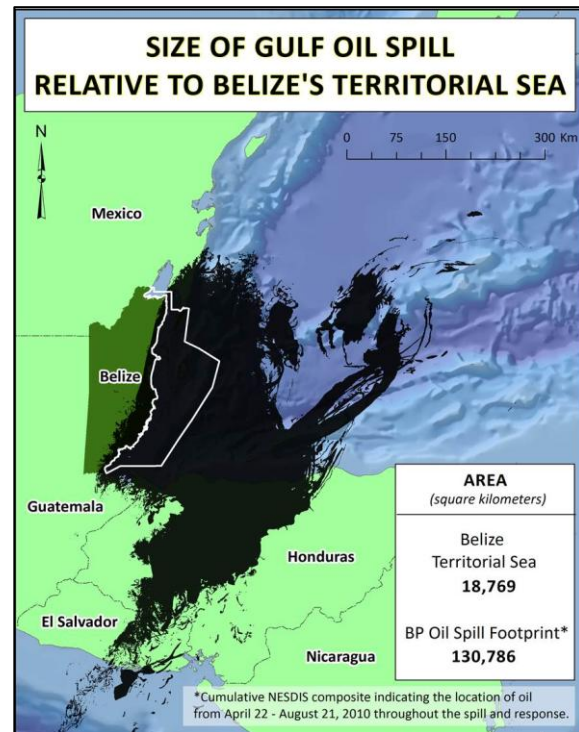 SIZE OF GULF OIL SPILL
RELATIVE TO BELIZE'S TERRITORIAL SEA
N
0 75 150 300 Km
Mexico
Belize
Guatemala
Honduras
El Salvador
Nicaragua
AREA
(square kilometers)
Belize
Territorial Sea
18,769
BP Oil Spill Footprint*
130,786
*Cumulative NESDIS composite indicating the location of oil
from April 22 - August 21, 2010 throughout the spill and response.